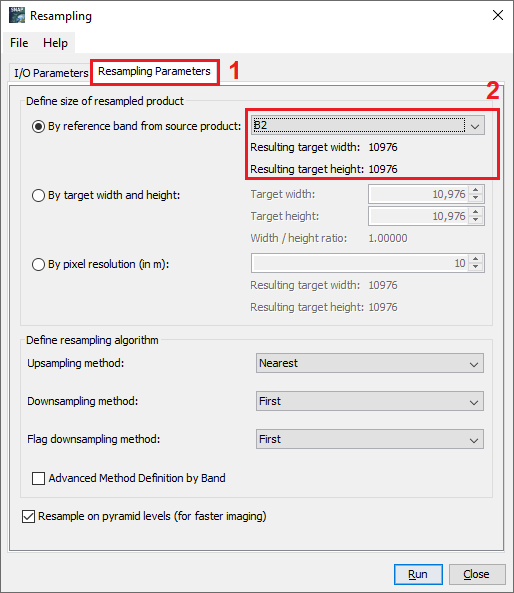 SNAP
Resampling
File Help
I/O Parameters Resampling Parameters 1
Define size of resampled product
2
By reference band from source product: B2
Resulting target width: 10976
Resulting target height: 10976
By target width and height: Target width: 10,976
Target height: 10,976
Width / height ratio: 1.00000
By pixel resolution (in m): 10
Resulting target width: 10976
Resulting target height: 10976
Define resampling algorithm
Upsampling method: Nearest
Downsampling method: First
Flag downsampling method: First
Advanced Method Definition by Band
Resample on pyramid levels (for faster imaging)
Run Close